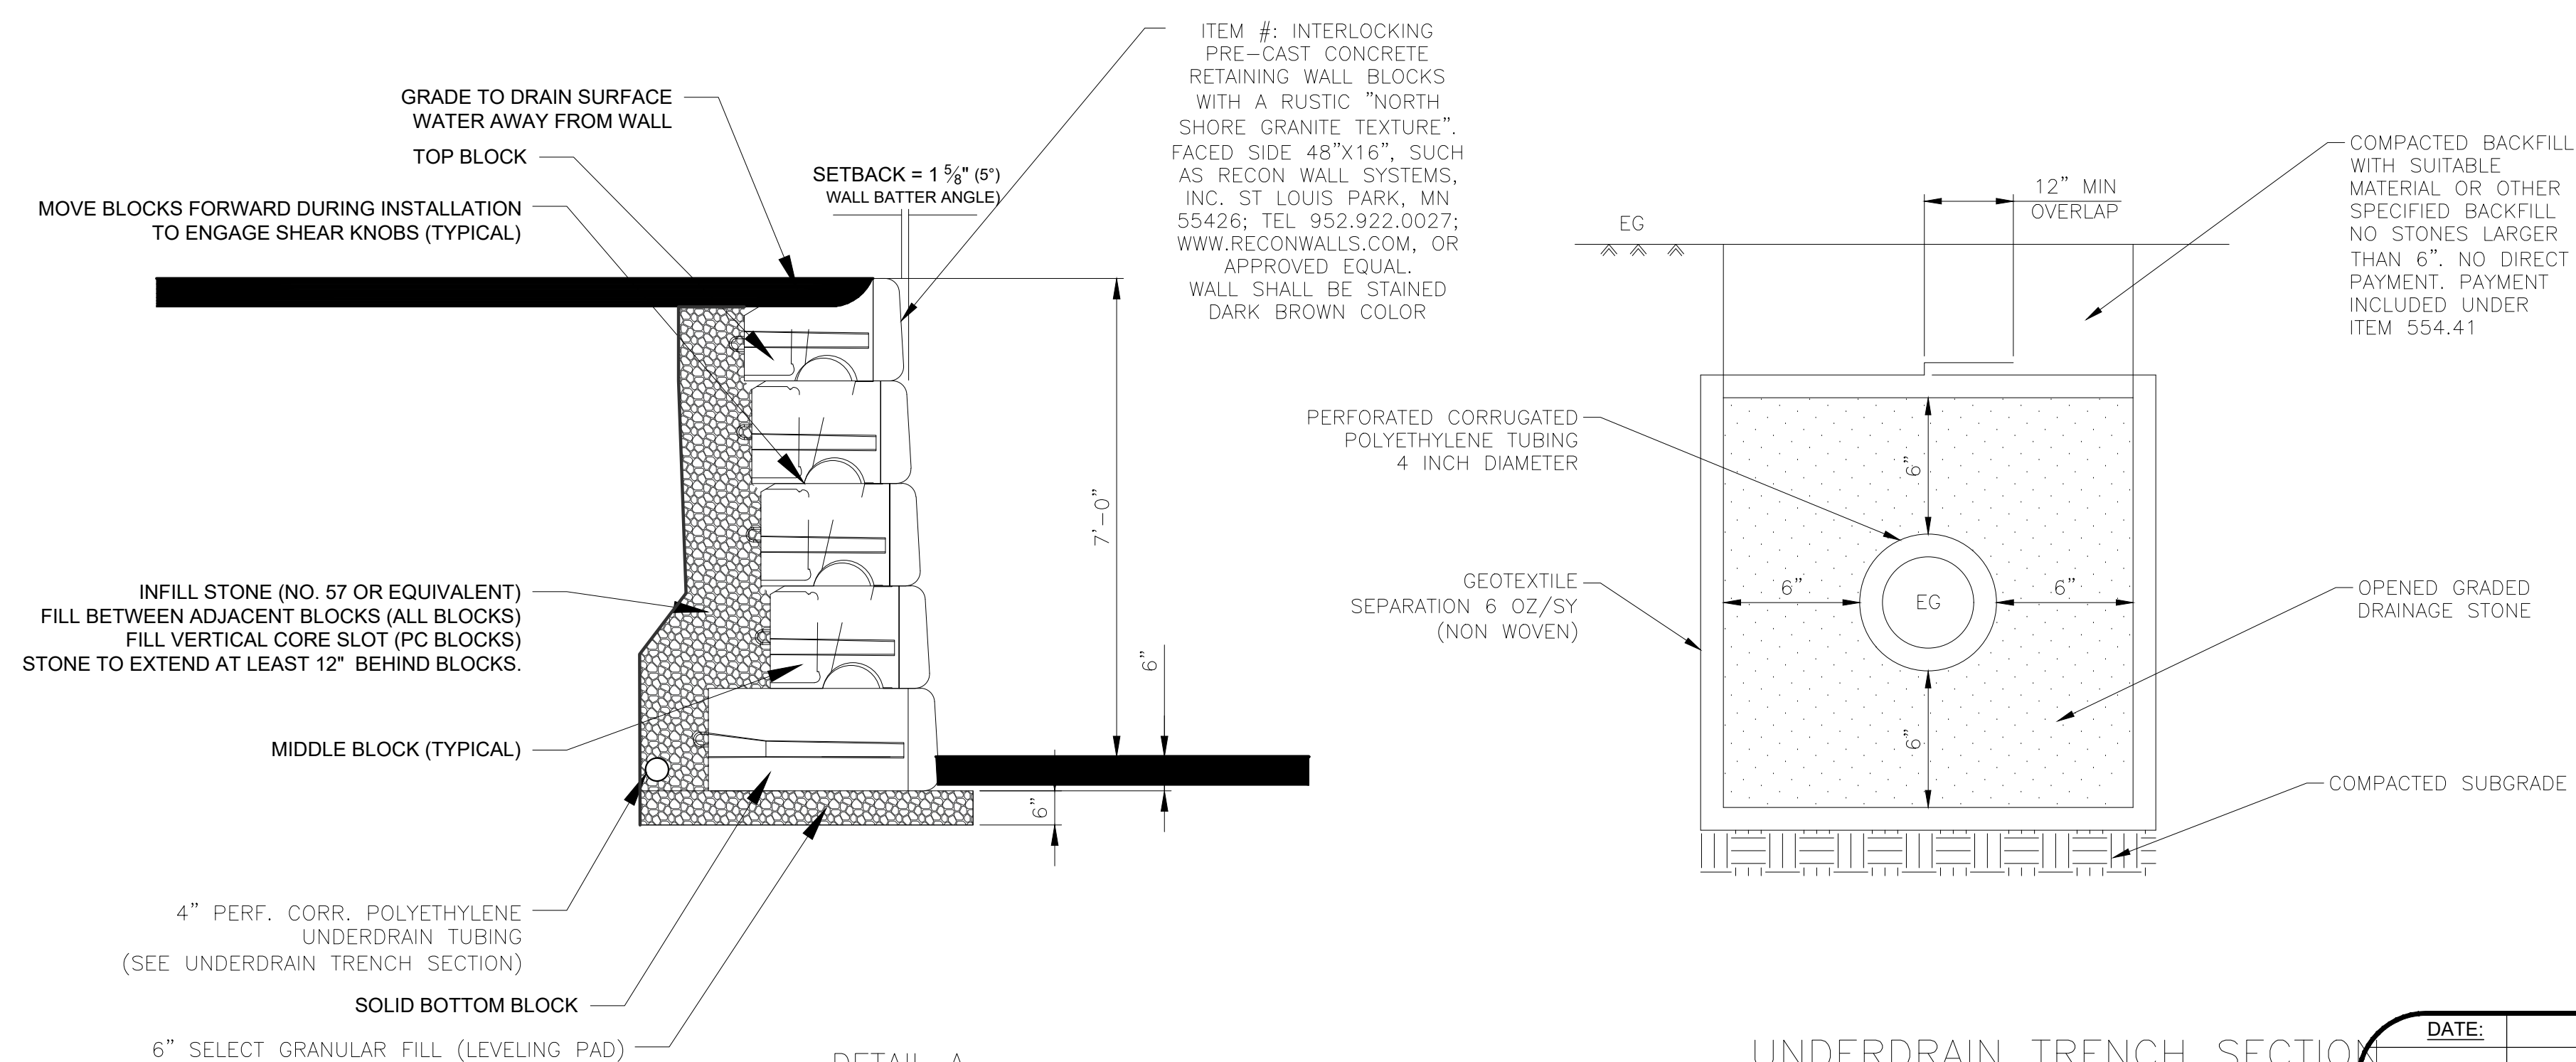 GRADE TO DRAIN SURFACE
WATER AWAY FROM WALL
TOP BLOCK
MOVE BLOCKS FORWARD DURING INSTALLATION
TO ENGAGE SHEAR KNOBS (TYPICAL)
SETBACK = 1 5⁄8" (5°)
WALL BATTER ANGLE)
ITEM #: INTERLOCKING
PRE-CAST CONCRETE
RETAINING WALL BLOCKS
WITH A RUSTIC "NORTH
SHORE GRANITE TEXTURE".
FACED SIDE 48"X16", SUCH
AS RECON WALL SYSTEMS,
INC. ST LOUIS PARK, MN
55426; TEL 952.922.0027;
WWW.RECONWALLS.COM, OR
APPROVED EQUAL.
WALL SHALL BE STAINED
DARK BROWN COLOR
7'-0"
6"
6"
INFILL STONE (NO. 57 OR EQUIVALENT)
FILL BETWEEN ADJACENT BLOCKS (ALL BLOCKS)
FILL VERTICAL CORE SLOT (PC BLOCKS)
STONE TO EXTEND AT LEAST 12" BEHIND BLOCKS.
MIDDLE BLOCK (TYPICAL)
4" PERF. CORR. POLYETHYLENE
UNDERDRAIN TUBING
(SEE UNDERDRAIN TRENCH SECTION)
SOLID BOTTOM BLOCK
6" SELECT GRANULAR FILL (LEVELING PAD)
DETAIL A
EG
12" MIN
OVERLAP
COMPACTED BACKFILL
WITH SUITABLE
MATERIAL OR OTHER
SPECIFIED BACKFILL
NO STONES LARGER
THAN 6". NO DIRECT
PAYMENT. PAYMENT
INCLUDED UNDER
ITEM 554.41
PERFORATED CORRUGATED
POLYETHYLENE TUBING
4 INCH DIAMETER
GEOTEXTILE
SEPARATION 6 OZ/SY
(NON WOVEN)
6"
6"
EG
6"
6"
OPENED GRADED
DRAINAGE STONE
COMPACTED SUBGRADE
UNDERDRAIN TRENCH SECTION
DATE: